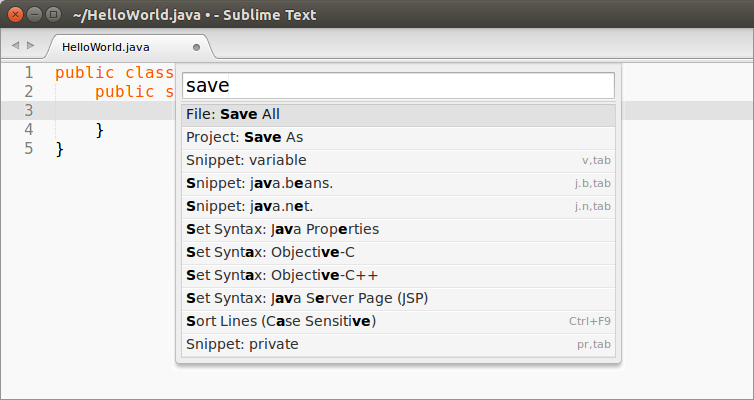 ~/HelloWorld.java • - Sublime Text
HelloWorld.java
save
1 public class
2 public s
3
4 }
5 }
File: Save All
Project: Save As
Snippet: variable v,tab
Snippet: java.beans. j.b,tab
Snippet: java.net. j.n,tab
Set Syntax: Java Properties
Set Syntax: Objective-C
Set Syntax: Objective-C++
Set Syntax: Java Server Page (JSP)
Sort Lines (Case Sensitive) Ctrl+F9
Snippet: private pr,tab